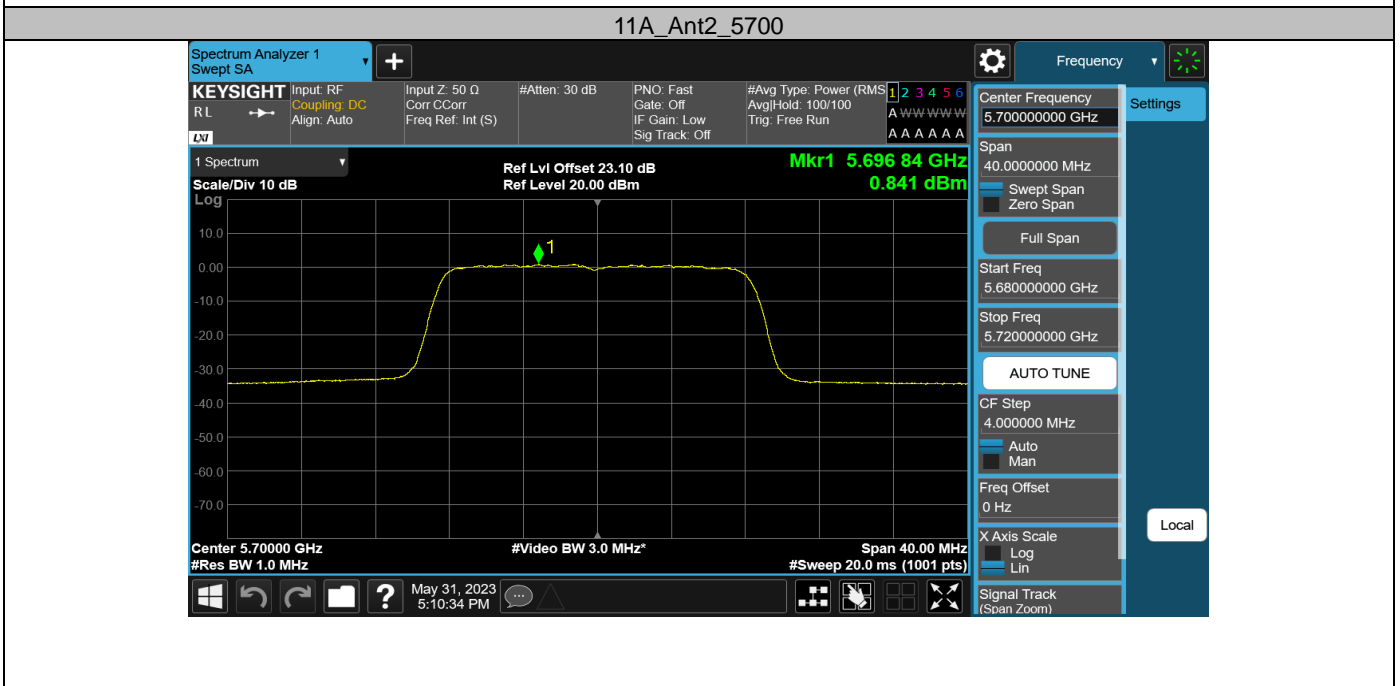 11A_Ant2_5700
Spectrum Analyzer 1
Swept SA
Frequency
KEYSIGHT
R L
LXI
Input: RF
Coupling: DC
Align: Auto
Input Z: 50 Ω
Corr CCorr
Freq Ref: Int (S)
#Atten: 30 dB
PNO: Fast
Gate: Off
IF Gain: Low
Sig Track: Off
#Avg Type: Power (RMS
Avg|Hold: 100/100
Trig: Free Run
1 2 3 4 5 6
A W W W W W
A A A A A A
1 Spectrum
Scale/Div 10 dB
Log
Ref Lvl Offset 23.10 dB
Ref Level 20.00 dBm
Mkr1 5.696 84 GHz
0.841 dBm
1
10.0
0.00
-10.0
-20.0
-30.0
-40.0
-50.0
-60.0
-70.0
Center 5.70000 GHz
#Res BW 1.0 MHz
#Video BW 3.0 MHz*
Span 40.00 MHz
#Sweep 20.0 ms (1001 pts)
May 31, 2023
5:10:34 PM
Center Frequency
5.700000000 GHz
Settings
Span
40.0000000 MHz
Swept Span
Zero Span
Full Span
Start Freq
5.680000000 GHz
Stop Freq
5.720000000 GHz
AUTO TUNE
CF Step
4.000000 MHz
Auto
Man
Freq Offset
0 Hz
Local
X Axis Scale
Log
Lin
Signal Track
(Span Zoom)